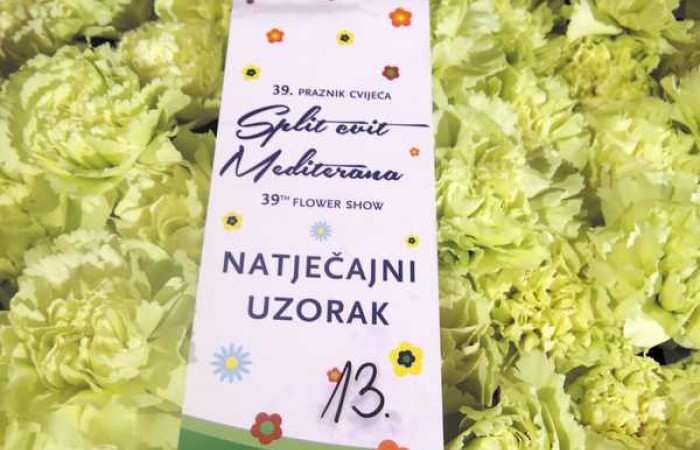 39. PRAZNIK CVIJEĆA
Split cvit
Mediterana
39TH FLOWER SHOW
NATJEČAJNI
UZORAK
13.